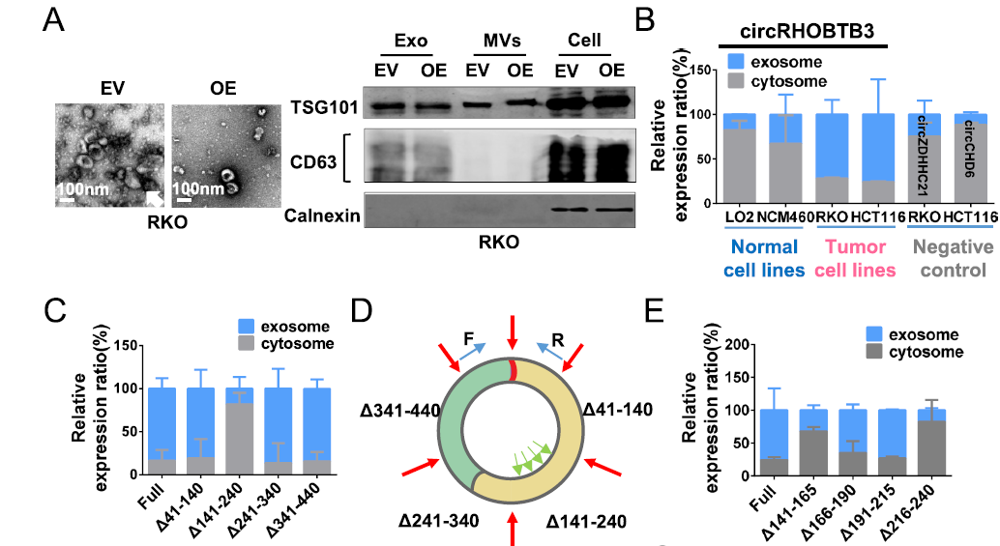 A
EV
OE
100nm
100nm
RKO
Exo
MVs
Cell
EV OE EV OE EV OE
TSG101
CD63
Calnexin
RKO
B
circRHOBTB3
exosome
cytosome
Relative
expression ratio(%)
150
100
50
0
circZDHHC21
circCHD6
LO2 NCM460 RKO HCT116 RKO HCT116
Normal
cell lines
Tumor
cell lines
Negative
control
C
exosome
cytosome
Relative
expression ratio(%)
150
100
50
0
Full
Δ41-140
Δ141-240
Δ241-340
Δ341-440
D
F
R
Δ341-440
Δ41-140
Δ241-340
Δ141-240
E
exosome
cytosome
Relative
expression ratio(%)
200
150
100
50
0
Full
Δ141-165
Δ166-190
Δ191-215
Δ216-240